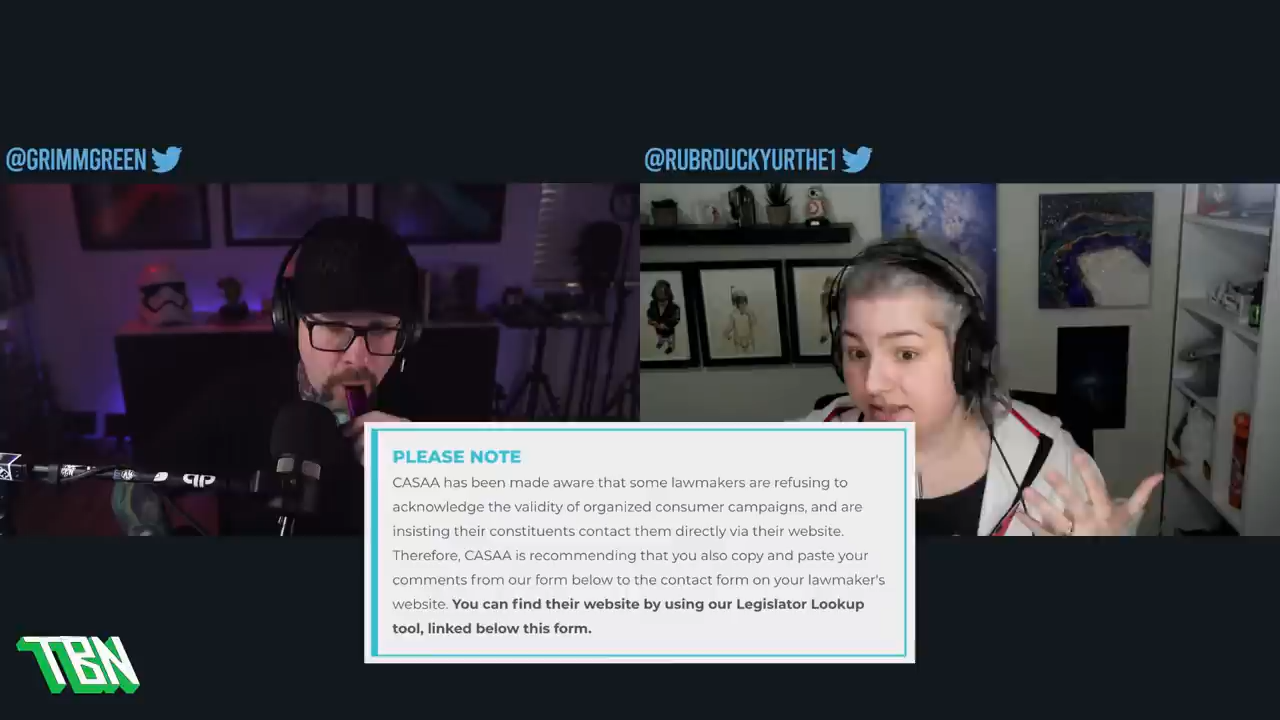 @GRIMMGREEN
@RUBRDUCKYURTHE1
PLEASE NOTE
CASAA has been made aware that some lawmakers are refusing to
acknowledge the validity of organized consumer campaigns, and are
insisting their constituents contact them directly via their website.
Therefore, CASAA is recommending that you also copy and paste your
comments from our form below to the contact form on your lawmaker's
website. You can find their website by using our Legislator Lookup
tool, linked below this form.
TBN